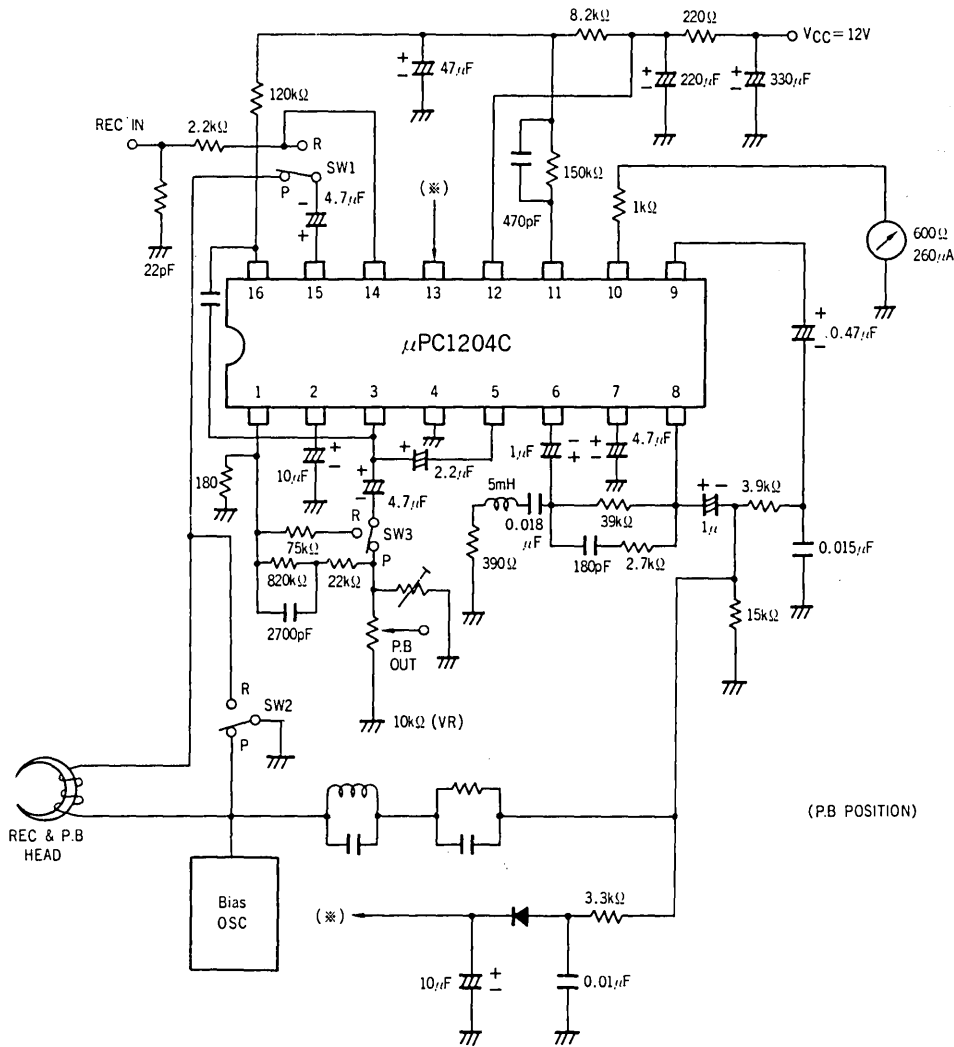 8.2kΩ
220Ω
VCC=12V
+
−
47μF
+
−
220μF
+
−
330μF
120kΩ
REC IN
2.2kΩ
R
SW1
P
−
4.7μF
+
(※)
150kΩ
470pF
1kΩ
600Ω
260μA
22pF
16
15
14
13
12
11
10
9
+
.0.47μF
−
μPC1204C
1
2
3
4
5
6
7
8
180
10μF
+
−
+
2.2μF
+
4.7μF
−
1μF
−
+
+
−
4.7μF
5mH
0.018
μF
39kΩ
+ −
1μ
3.9kΩ
0.015μF
R
SW3
P
75kΩ
820kΩ
22kΩ
2700pF
390Ω
180pF
2.7kΩ
15kΩ
P.B
OUT
10kΩ (VR)
R
SW2
P
REC & P.B
HEAD
(P.B POSITION)
Bias
OSC
(※)
3.3kΩ
10μF
+
−
0.01μF